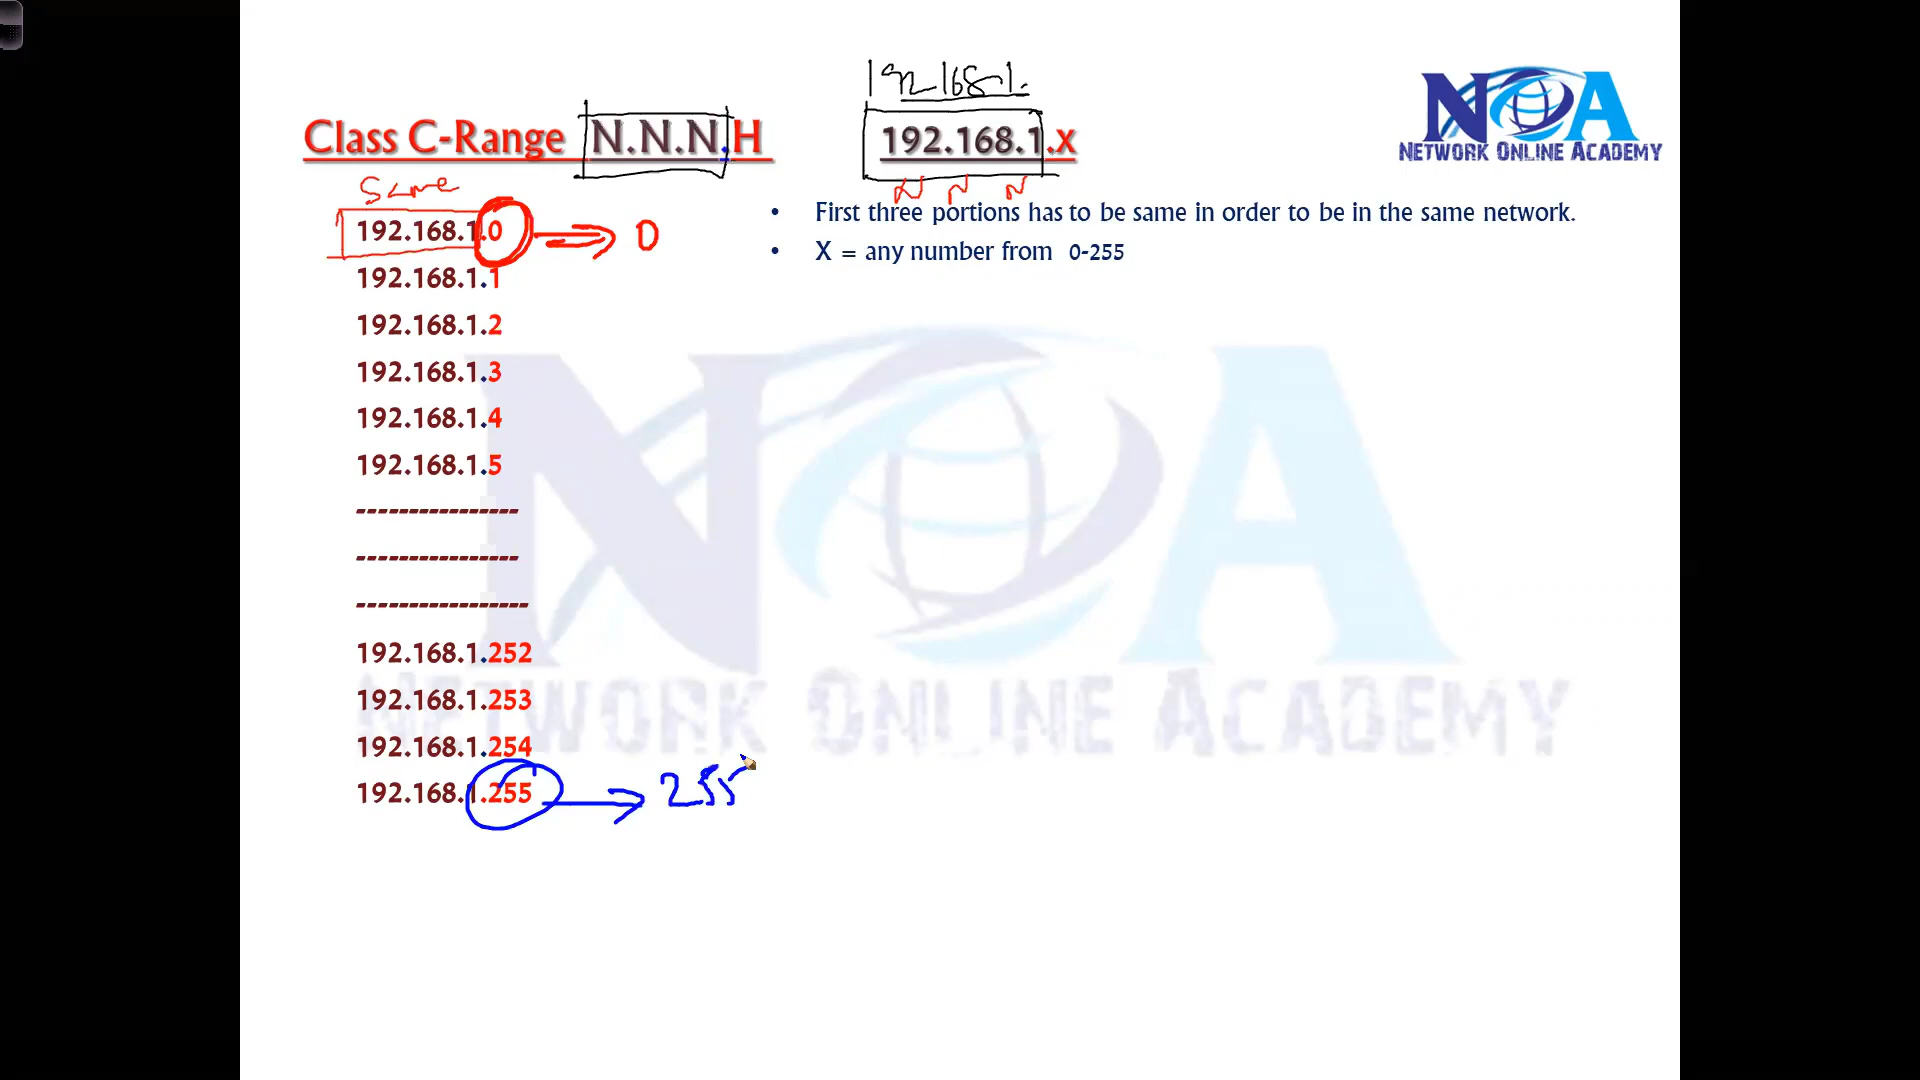 192.168.1.
Class C-Range N.N.N.H
192.168.1.x
NOA
NETWORK ONLINE ACADEMY
Same
N N N
192.168.1.0
0
192.168.1.1
192.168.1.2
192.168.1.3
192.168.1.4
192.168.1.5
----------------
----------------
-----------------
192.168.1.252
192.168.1.253
192.168.1.254
192.168.1.255
255
• First three portions has to be same in order to be in the same network.
• X = any number from 0-255
NOA
NETWORK ONLINE ACADEMY